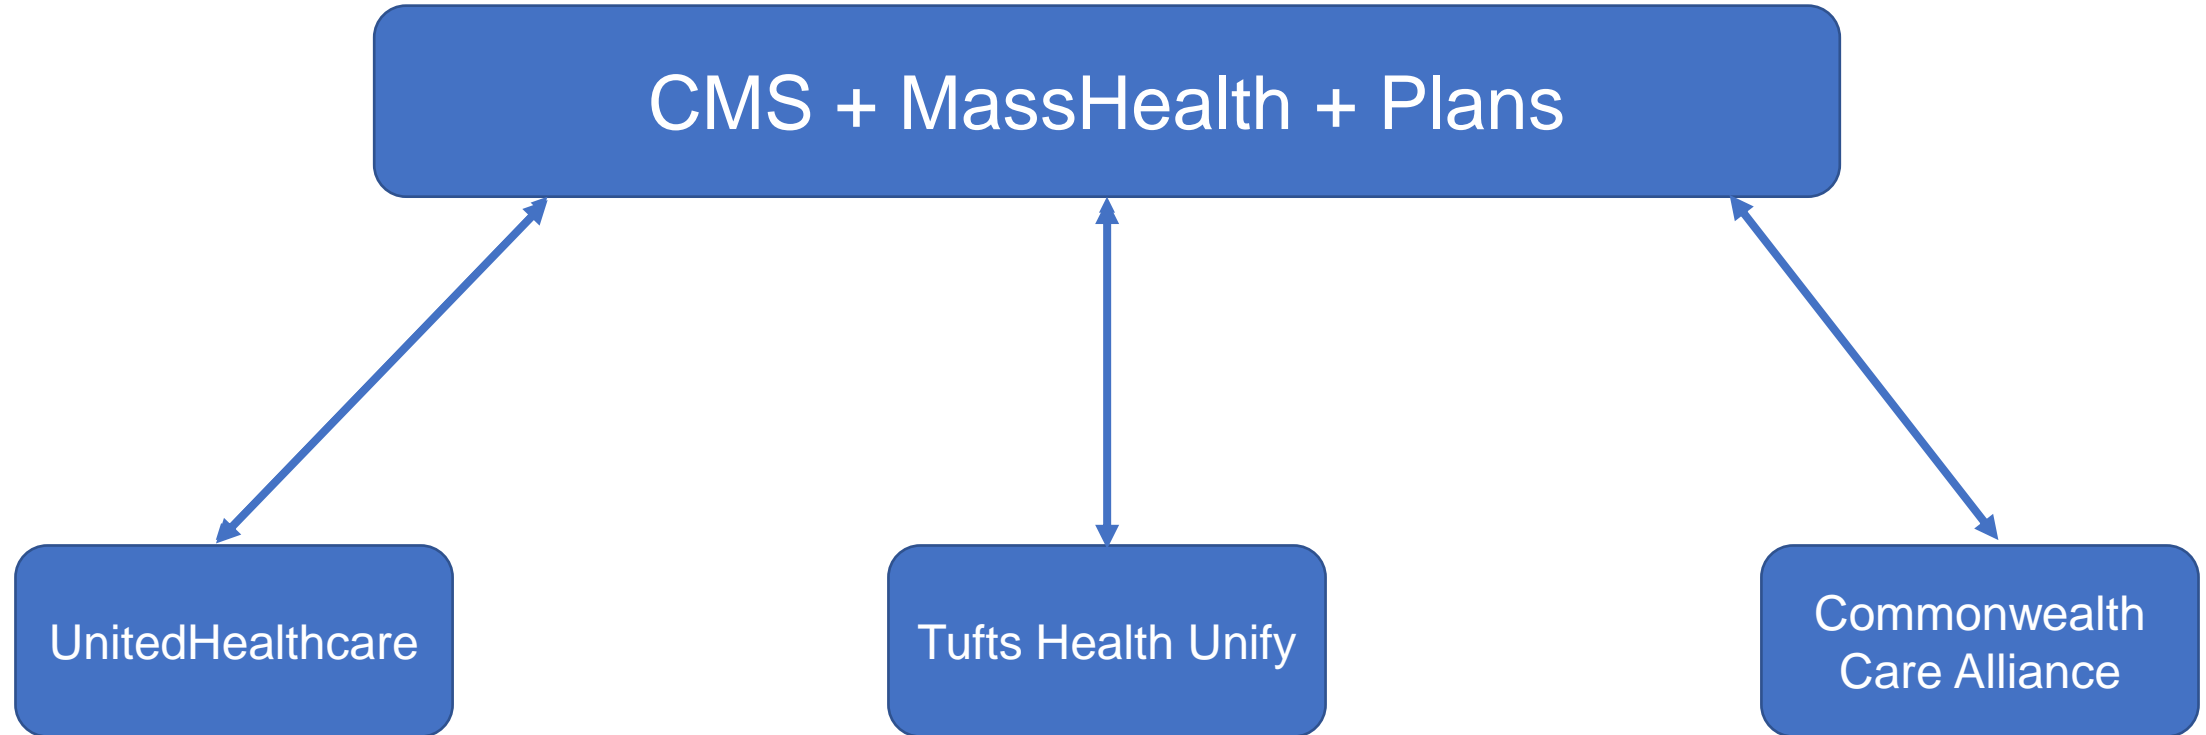 CMS + MassHealth + Plans
UnitedHealthcare
Tufts Health Unify
Commonwealth
Care Alliance